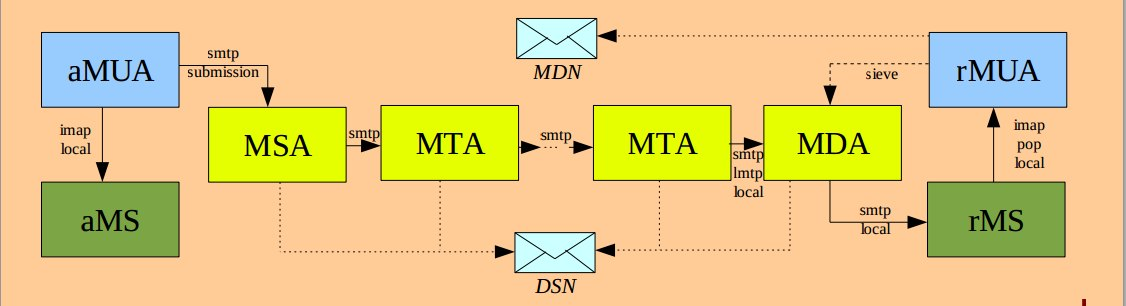 aMUA
smtp
submission
MDN
rMUA
sieve
imap
local
MSA
smtp
MTA
smtp
MTA
smtp
lmtp
local
MDA
imap
pop
local
aMS
smtp
local
rMS
DSN